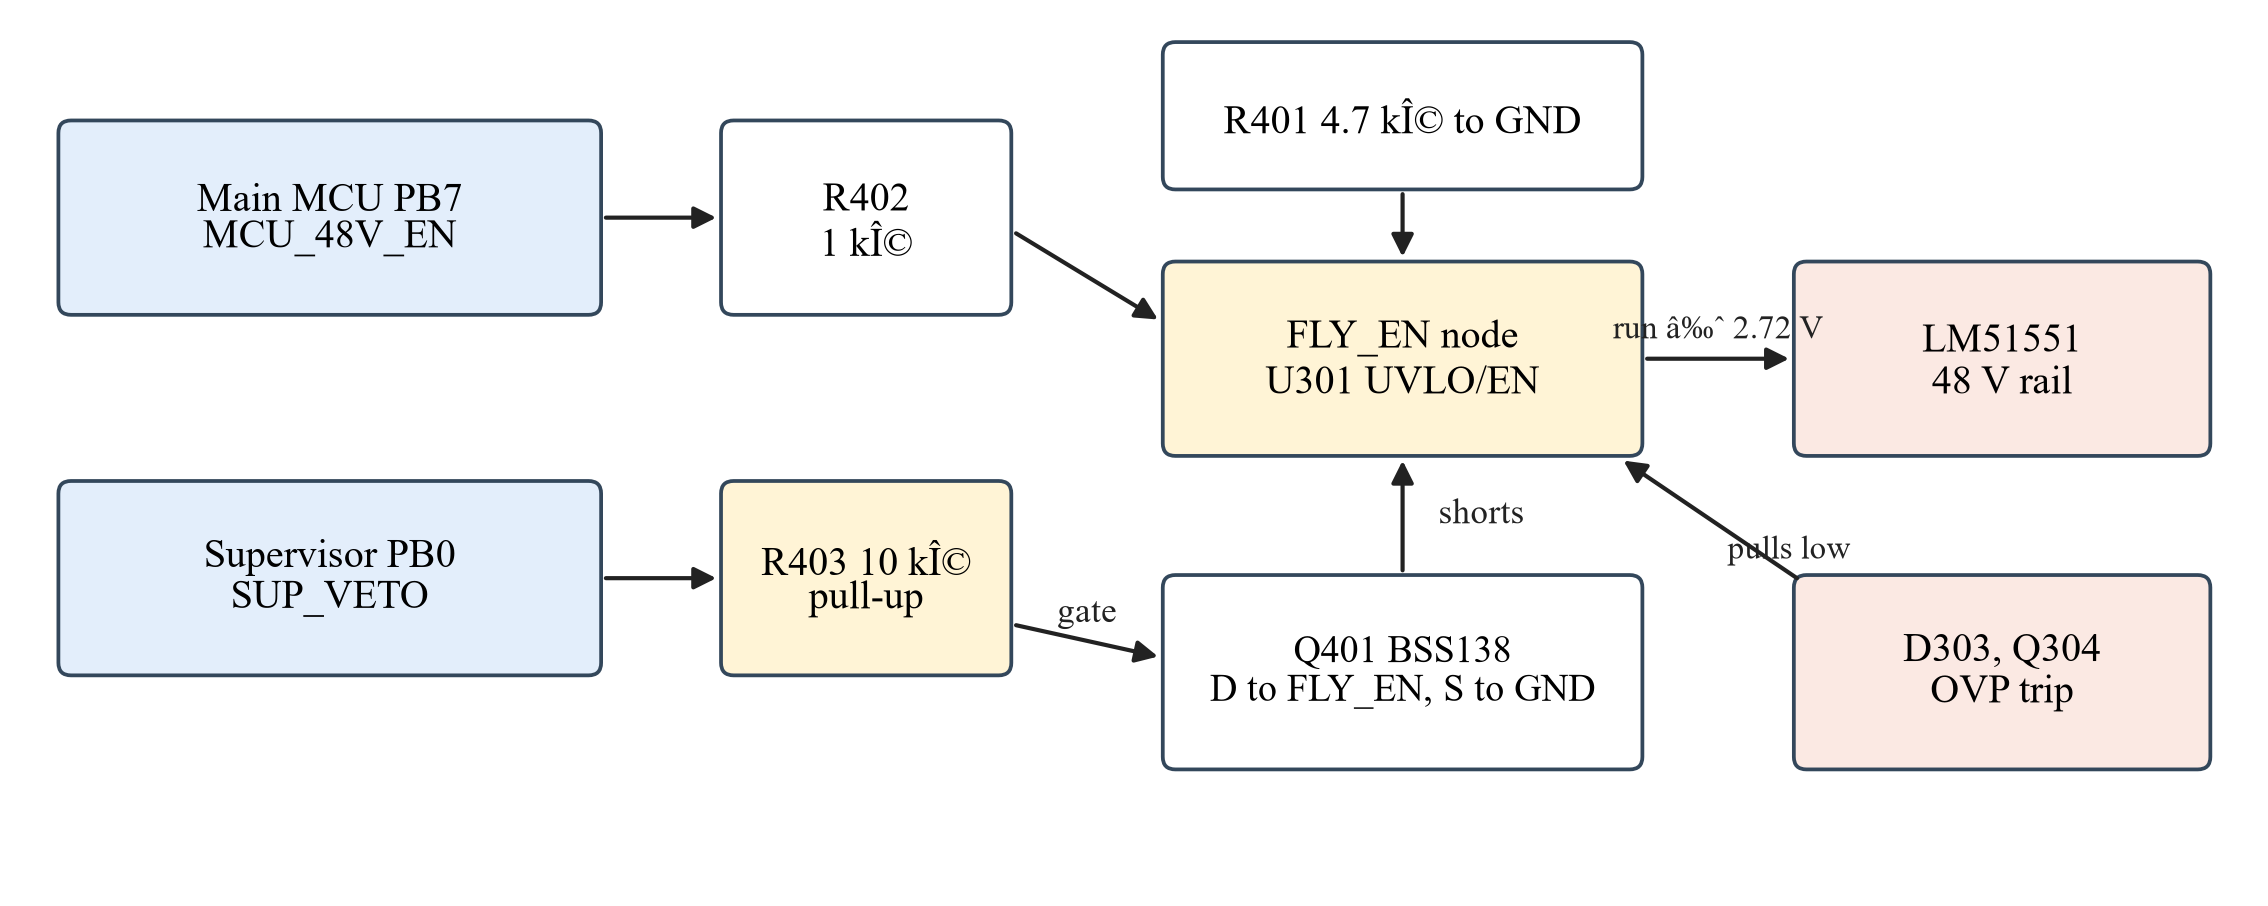 R401 4.7 kÎ© to GND
Main MCU PB7
MCU_48V_EN
R402
1 kÎ©
FLY_EN node
U301 UVLO/EN
run â‰ˆ 2.72 V
LM51551
48 V rail
Supervisor PB0
SUP_VETO
R403 10 kÎ©
pull-up
gate
shorts
Q401 BSS138
D to FLY_EN, S to GND
pulls low
D303, Q304
OVP trip